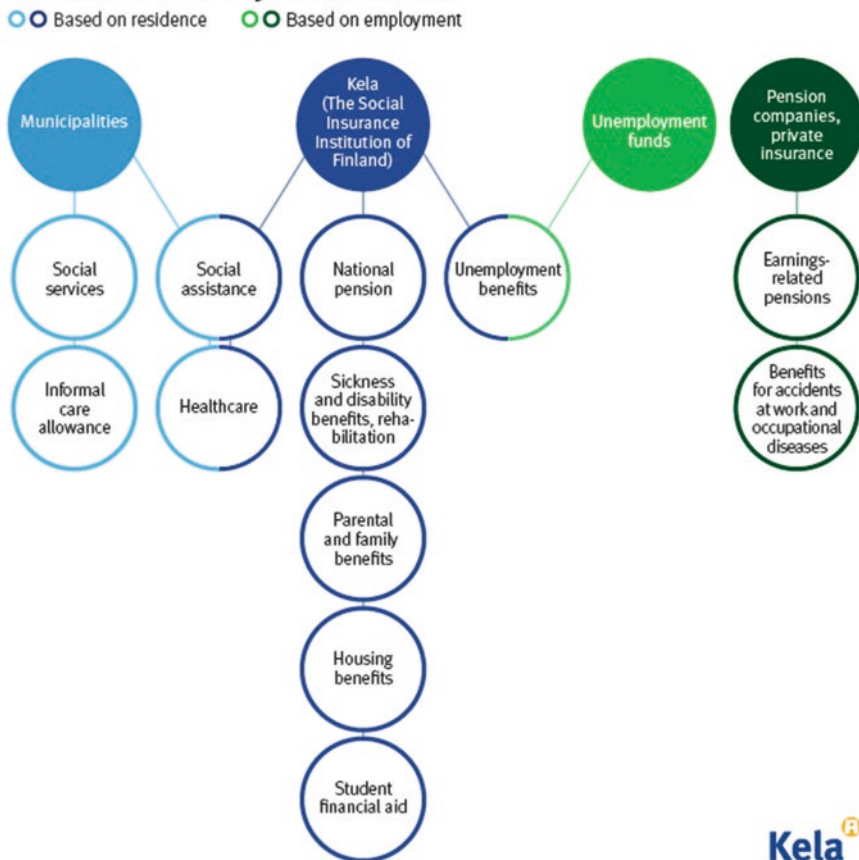 Based on residence
Based on employment
Municipalities
Kela
(The Social
Insurance
Institution of
Finland)
Unemployment
funds
Pension
companies,
private
insurance
Social
services
Social
assistance
National
pension
Unemployment
benefits
Earnings-
related
pensions
Informal
care
allowance
Healthcare
Sickness
and disability
benefits, reha-
bilitation
Benefits
for accidents
at work and
occupational
diseases
Parental
and family
benefits
Housing
benefits
Student
financial aid
Kela